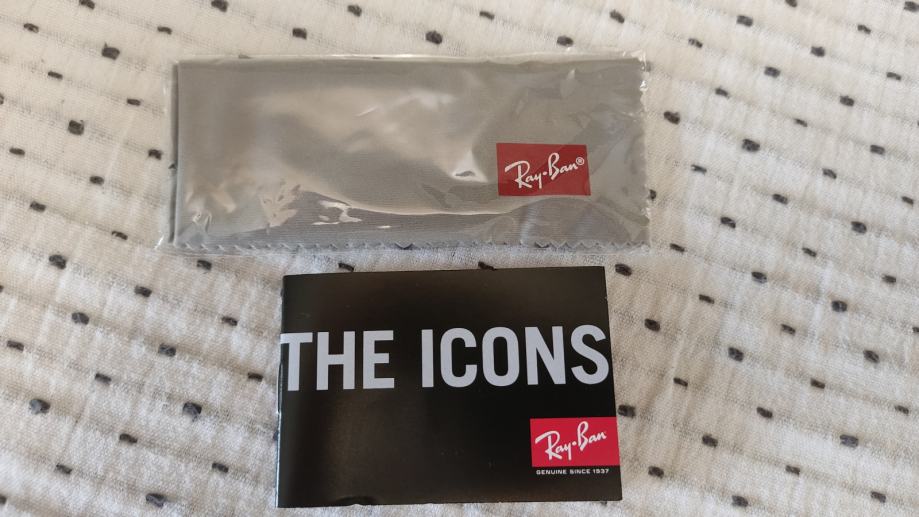 Ray-Ban®
THE ICONS
Ray-Ban
GENUINE SINCE 1937